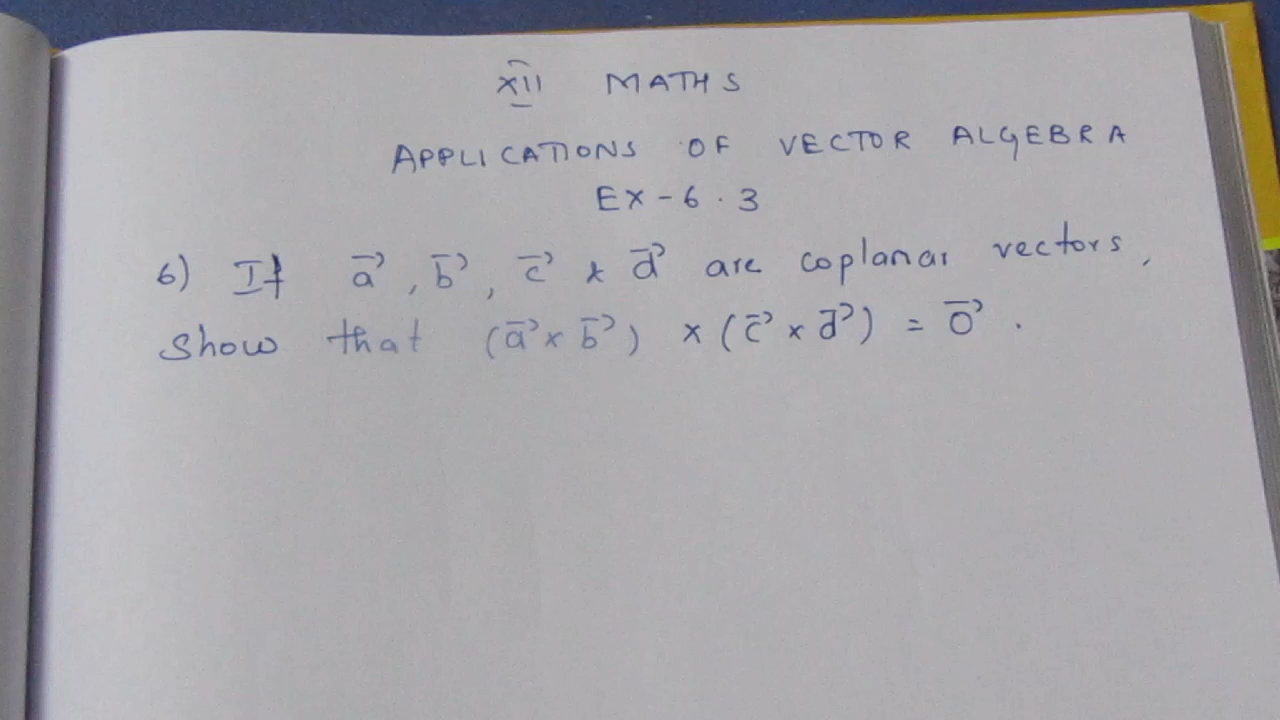 XII MATHS
APPLICATIONS OF VECTOR ALGEBRA
EX-6.3
6) If a⃗, b⃗, c⃗ & d⃗ are coplanar vectors,
show that (a⃗ × b⃗) × (c⃗ × d⃗) = 0⃗.